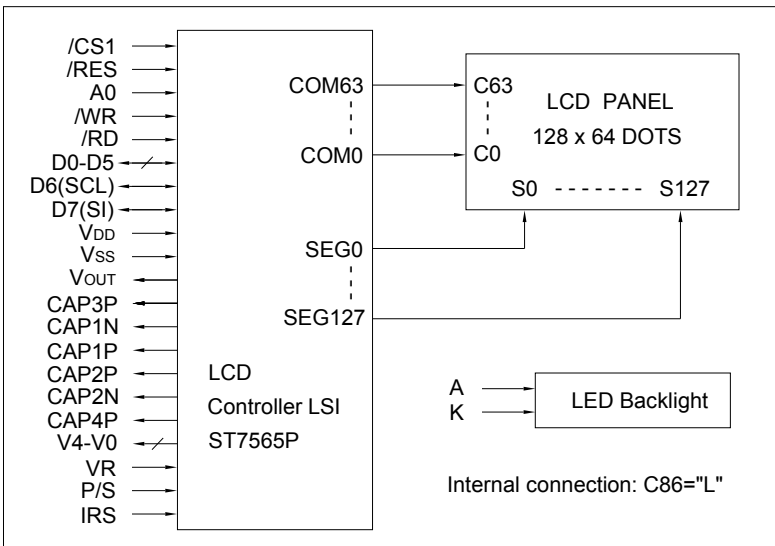 /CS1
/RES
A0
/WR
/RD
D0-D5
D6(SCL)
D7(SI)
VDD
VSS
VOUT
CAP3P
CAP1N
CAP1P
CAP2P
CAP2N
CAP4P
V4-V0
VR
P/S
IRS
COM63
COM0
SEG0
SEG127
LCD
Controller LSI
ST7565P
C63
C0
LCD PANEL
128 x 64 DOTS
S0 ------- S127
A
K
LED Backlight
Internal connection: C86="L"